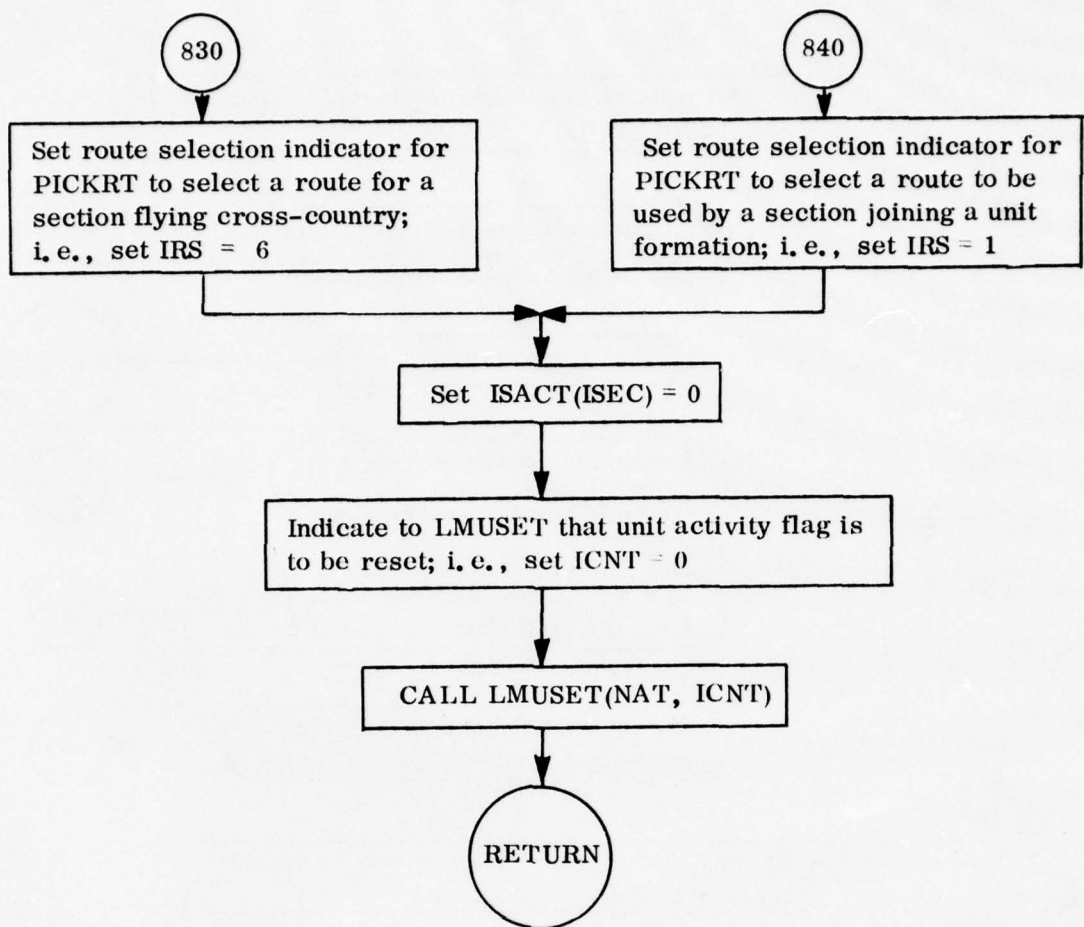 830
Set route selection indicator for
PICKRT to select a route for a
section flying cross-country;
i.e., set IRS = 6
840
Set route selection indicator for
PICKRT to select a route to be
used by a section joining a unit
formation; i.e., set IRS = 1
Set ISACT(ISEC) = 0
Indicate to LMUSET that unit activity flag is
to be reset; i.e., set ICNT = 0
CALL LMUSET(NAT, ICNT)
RETURN